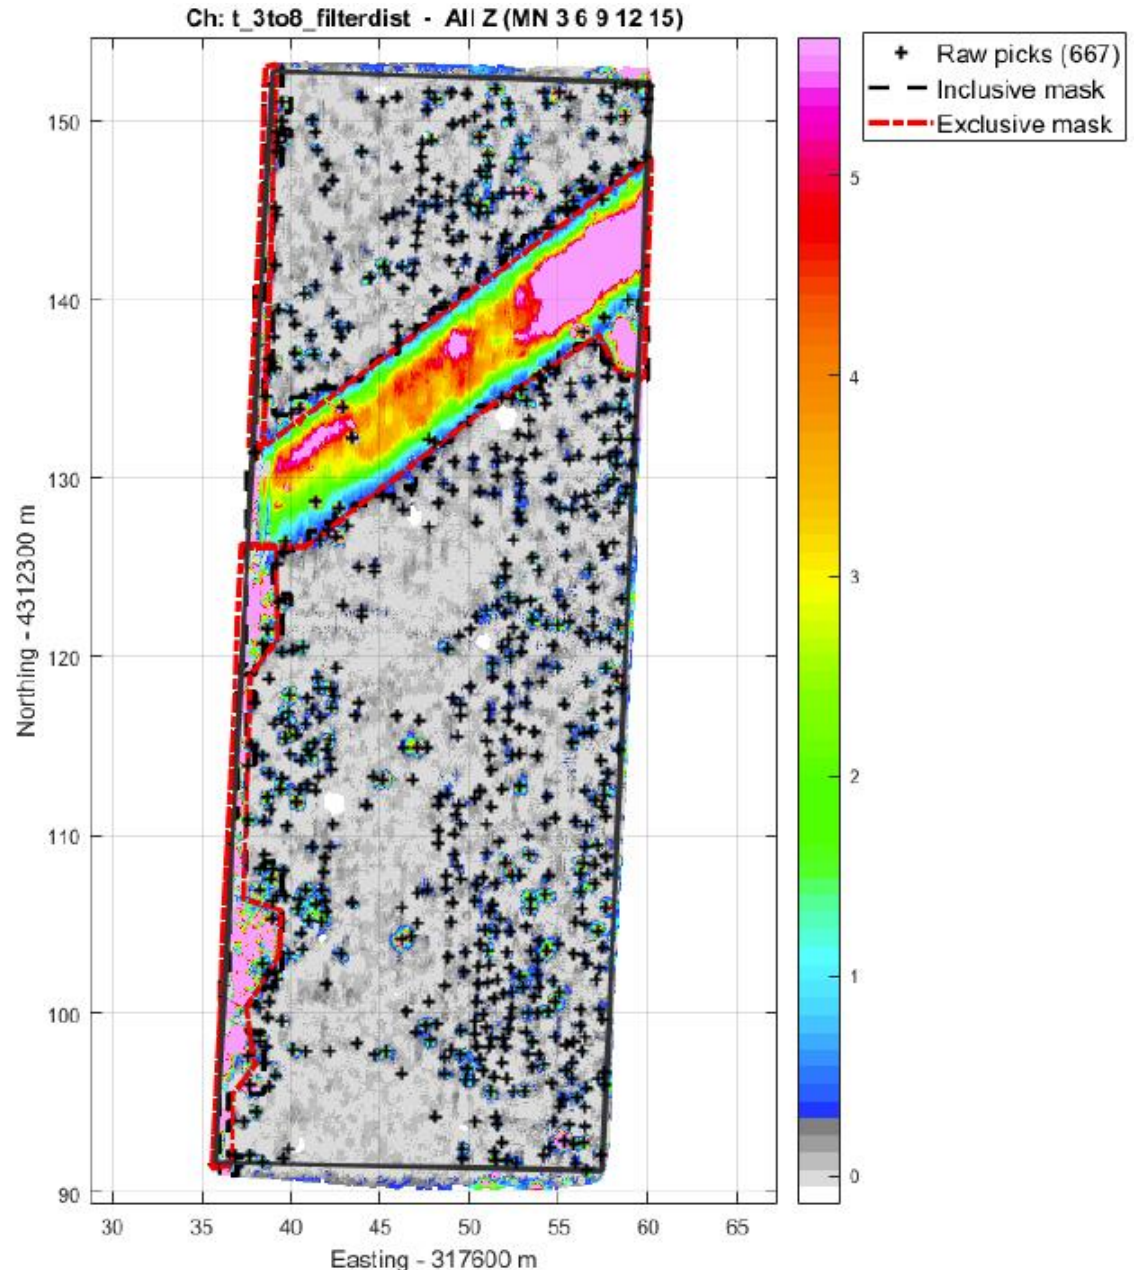 Ch: t_3to8_filterdist - All Z (MN 3 6 9 12 15)
Raw picks (667)
Inclusive mask
Exclusive mask
150
140
130
120
110
100
90
30 35 40 45 50 55 60 65
Northing - 4312300 m
Easting - 317600 m
5
4
3
2
1
0